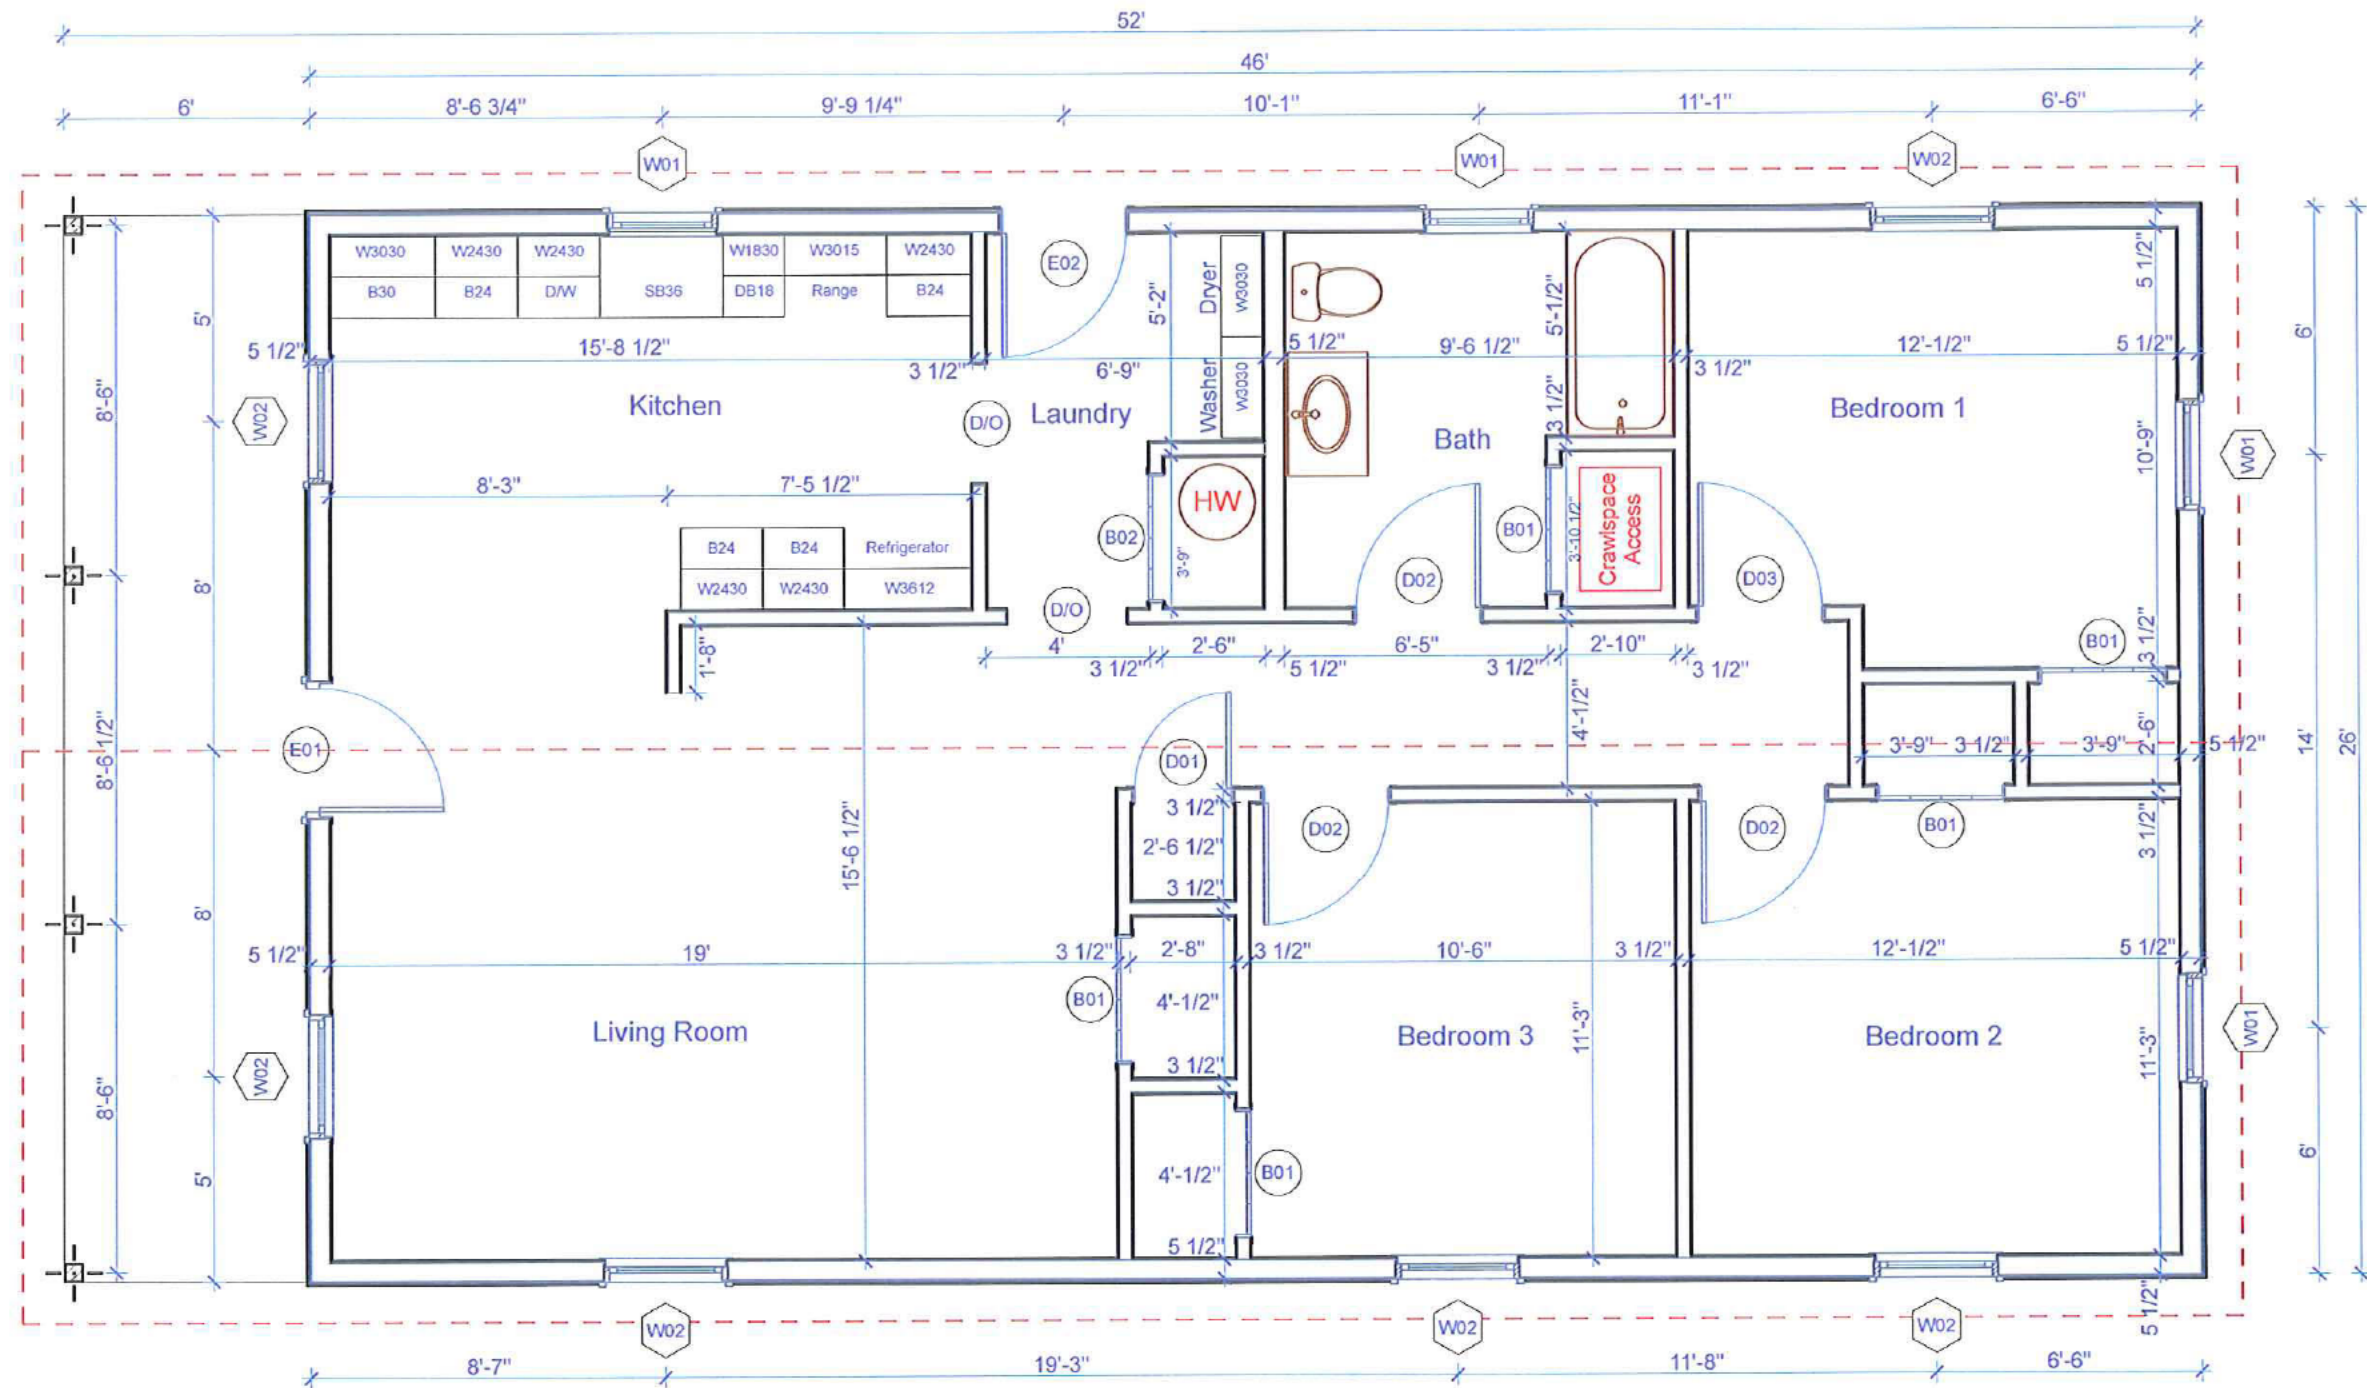 52'
46'
6' 8'-6 3/4" 9'-9 1/4" 10'-1" 11'-1" 6'-6"
W01 W01 W02
W3030 W2430 W2430 W1830 W3015 W2430
B30 B24 D/W SB36 DB18 Range B24
E02
Dryer W3030
Washer W3030
5'-2"
5'-1/2"
5 1/2"
6'
5'
8'-6"
5 1/2" 15'-8 1/2" 3 1/2" 6'-9" 5 1/2" 9'-6 1/2" 3 1/2" 12'-1/2" 5 1/2"
W02 Kitchen D/O Laundry Bath 3 1/2" Bedroom 1 10'-9" W01
8'-3" 7'-5 1/2"
HW
B02 3'-9"
D02 B01 3'-10 1/2"
Crawlspace
Access
D03
B24 B24 Refrigerator
W2430 W2430 W3612
8'
D/O
1'-8"
4' 3 1/2" 2'-6" 5 1/2" 6'-5" 3 1/2" 2'-10" 3 1/2"
B01 3 1/2"
4'-1/2"
E01 8'-6 1/2" D01 3'-9" 3 1/2" 3'-9" 2'-6" 5 1/2" 14' 26'
15'-6 1/2"
3 1/2"
2'-6 1/2"
3 1/2"
D02 D02 B01 3 1/2"
8'
5 1/2" 19' 3 1/2" 2'-8" 3 1/2" 10'-6" 3 1/2" 12'-1/2" 5 1/2"
B01 4'-1/2"
Living Room Bedroom 3 11'-3" Bedroom 2 11'-3" W01
3 1/2"
W02
8'-6"
5'
4'-1/2" B01
6'
5 1/2"
5 1/2"
W02 W02 W02
8'-7" 19'-3" 11'-8" 6'-6"